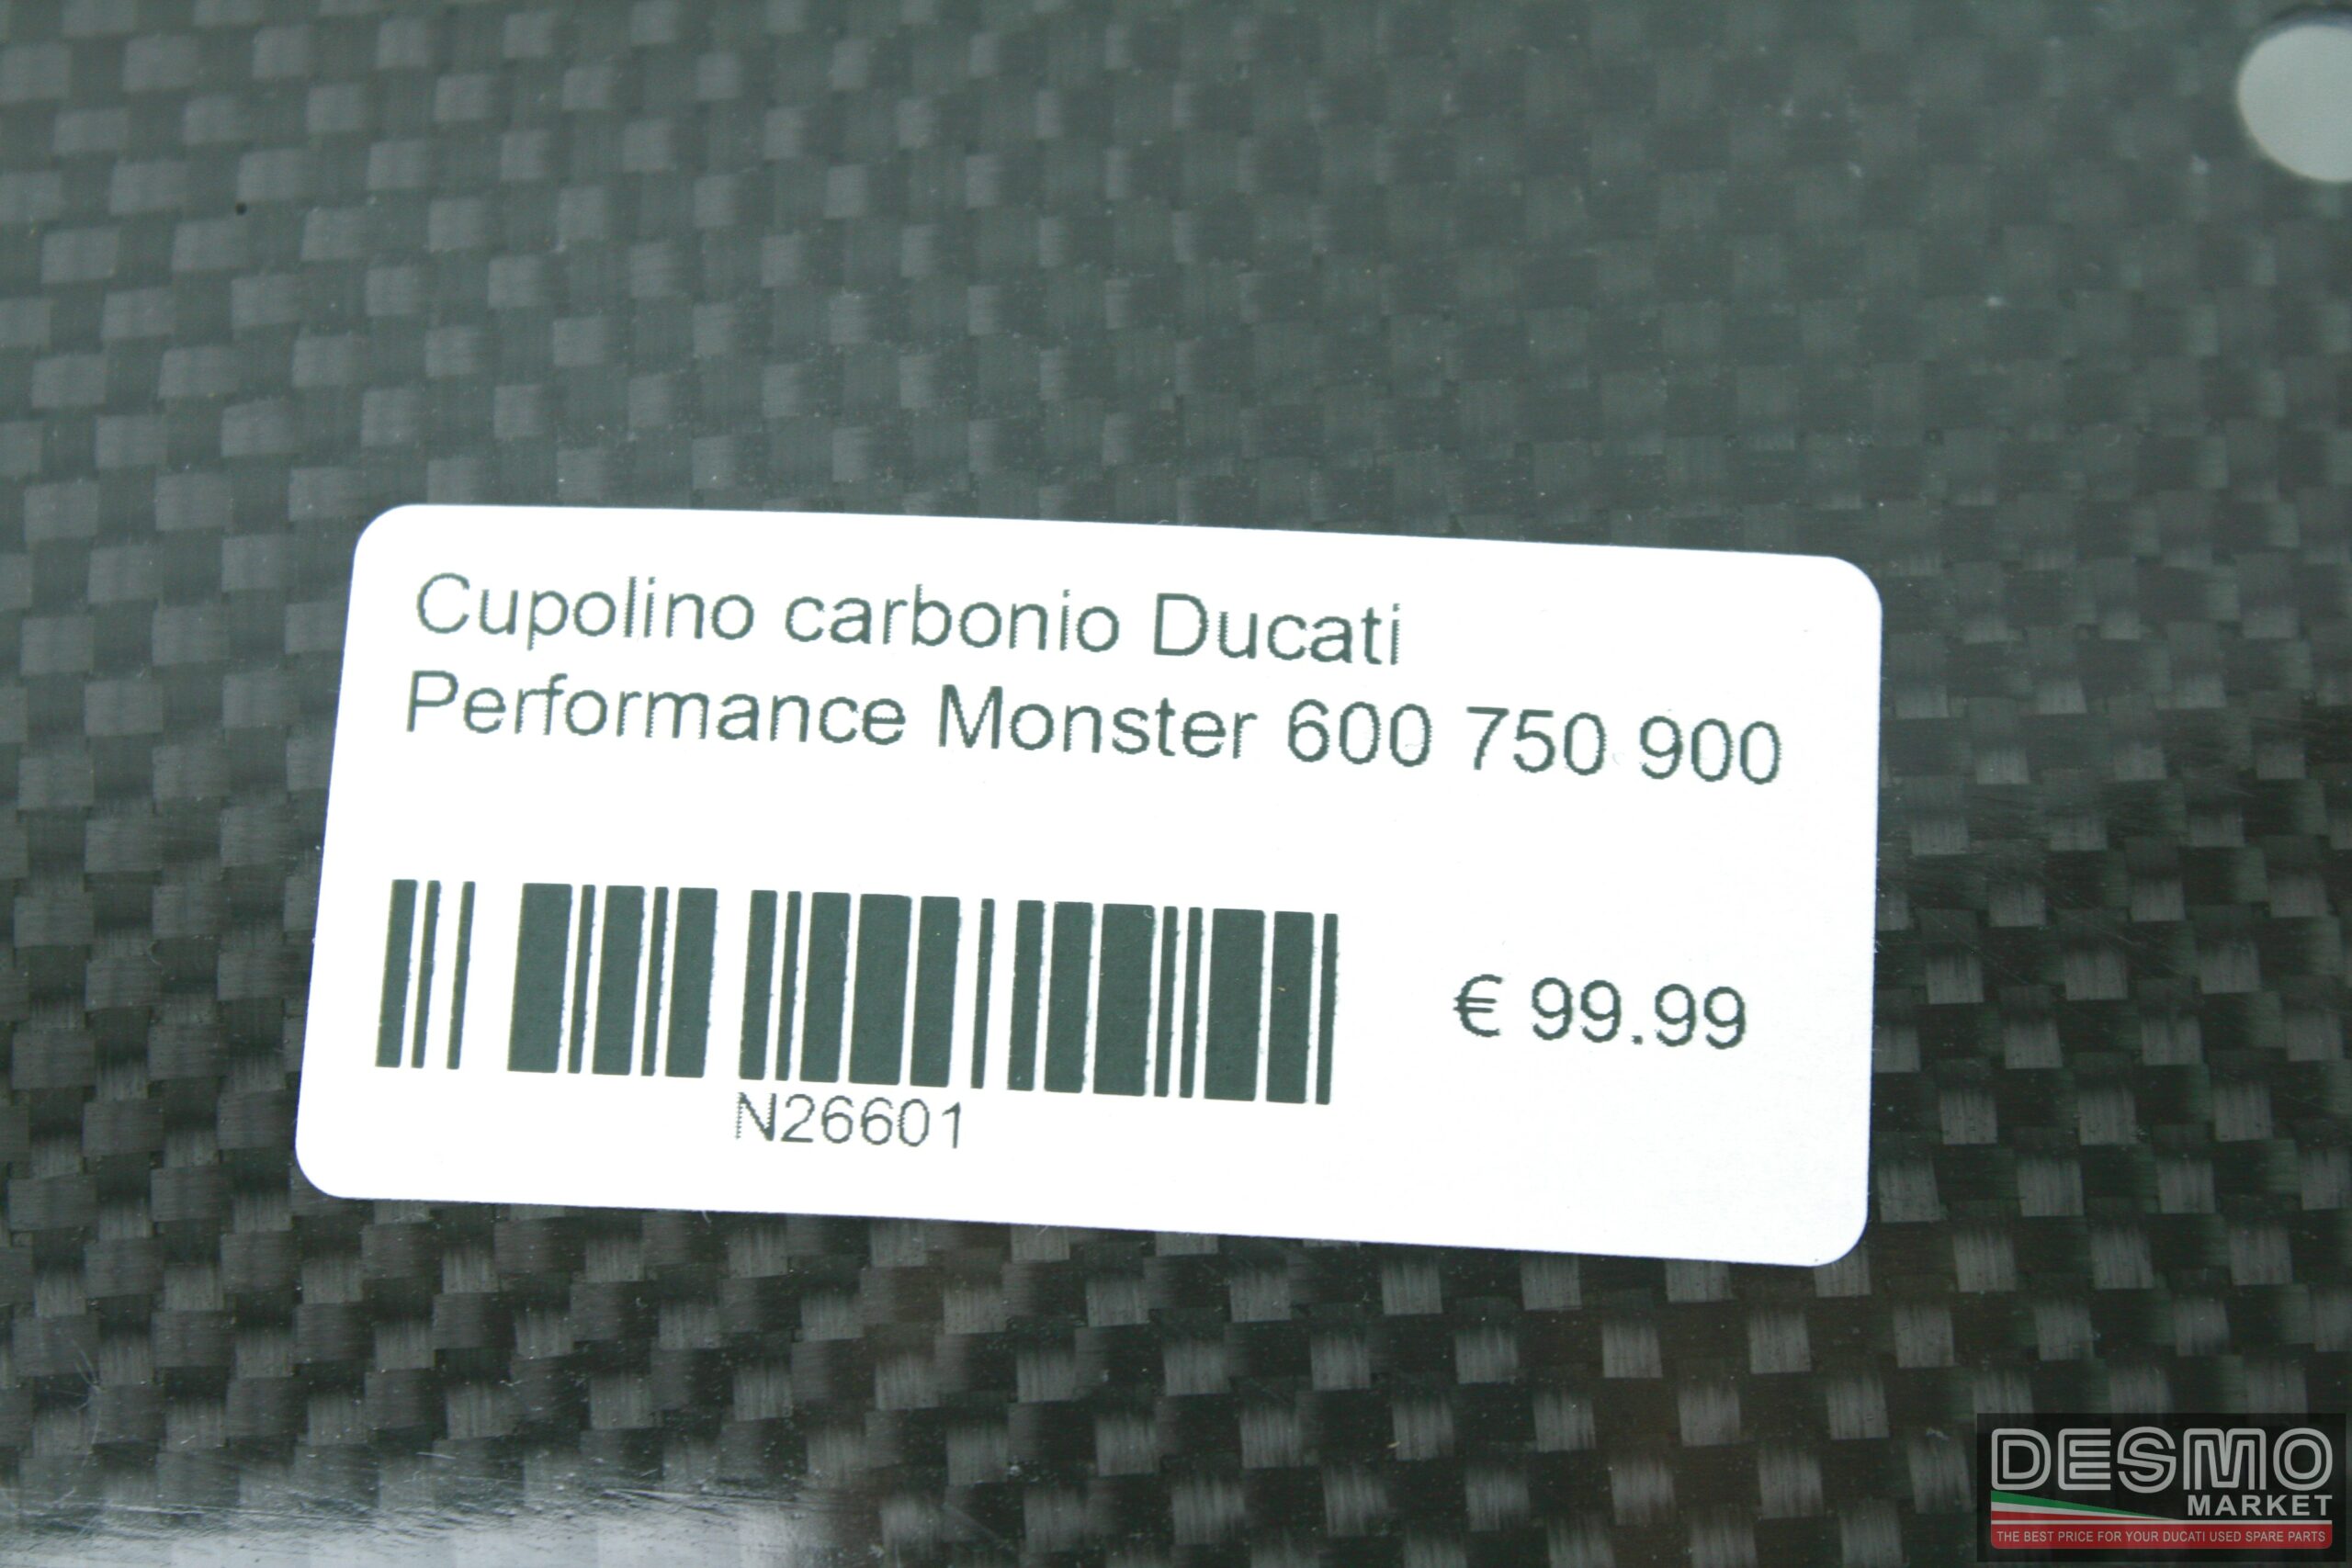 Cupolino carbonio Ducati
Performance Monster 600 750 900
€ 99.99
N26601
DESMO
MARKET
THE BEST PRICE FOR YOUR DUCATI USED SPARE PARTS